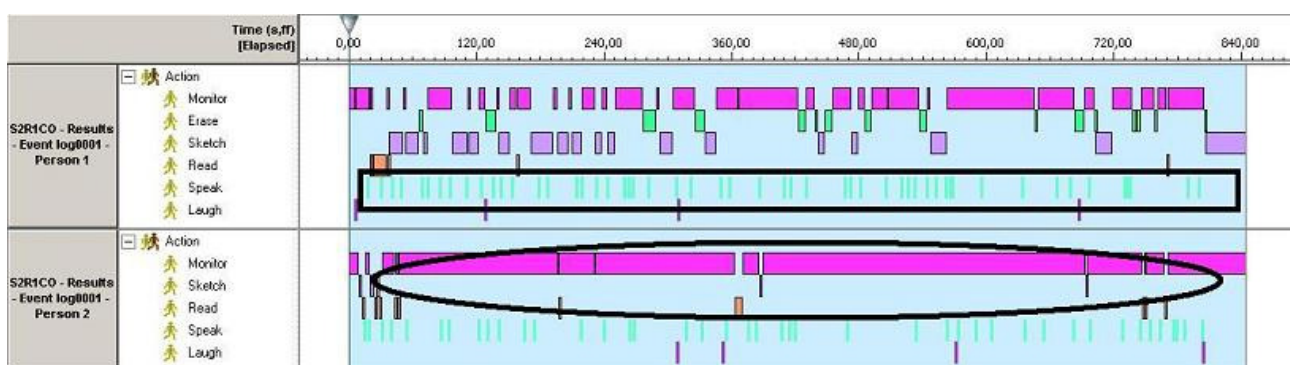 Time (s,ff)
[Elapsed]
0,00 120,00 240,00 360,00 480,00 600,00 720,00 840,00
S2R1CO - Results
- Event log0001 -
Person 1
Action
Monitor
Erase
Sketch
Read
Speak
Laugh
S2R1CO - Results
- Event log0001 -
Person 2
Action
Monitor
Sketch
Read
Speak
Laugh